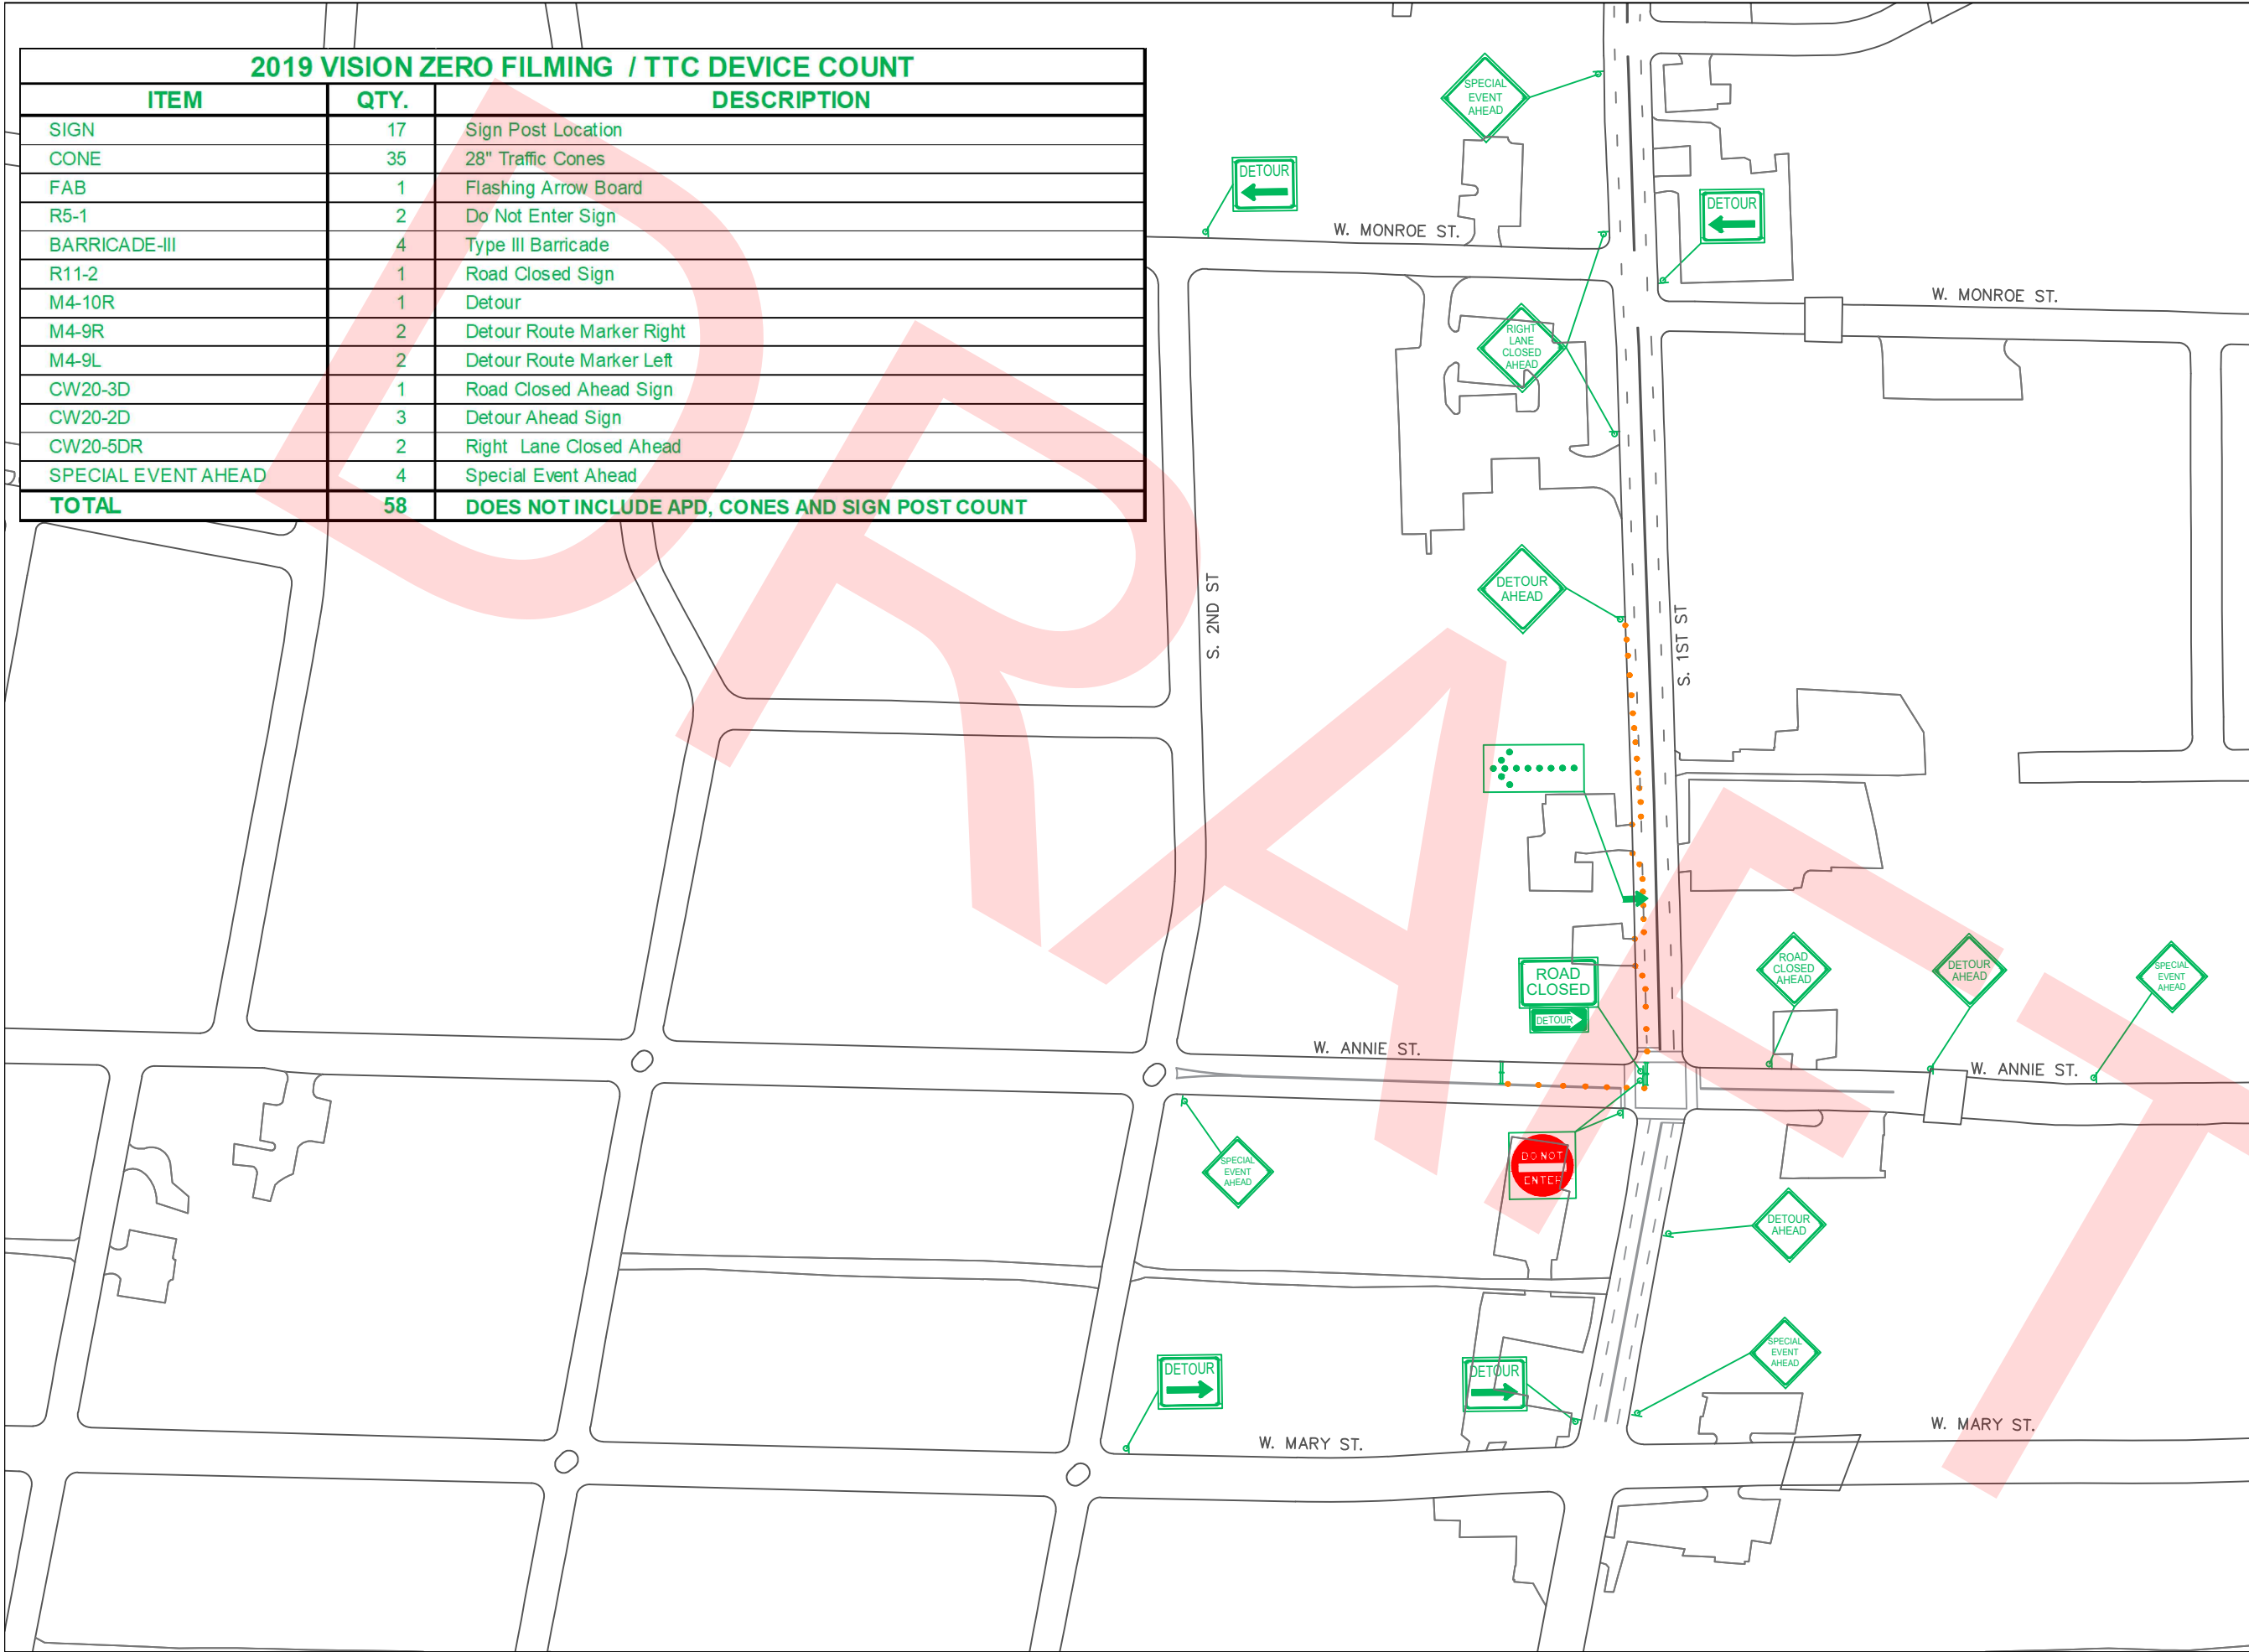 2019 VISION ZERO FILMING / TTC DEVICE COUNT
ITEM QTY. DESCRIPTION
SIGN 17 Sign Post Location
CONE 35 28" Traffic Cones
FAB 1 Flashing Arrow Board
R5-1 2 Do Not Enter Sign
BARRICADE-III 4 Type III Barricade
R11-2 1 Road Closed Sign
M4-10R 1 Detour
M4-9R 2 Detour Route Marker Right
M4-9L 2 Detour Route Marker Left
CW20-3D 1 Road Closed Ahead Sign
CW20-2D 3 Detour Ahead Sign
CW20-5DR 2 Right Lane Closed Ahead
SPECIAL EVENT AHEAD 4 Special Event Ahead
TOTAL 58 DOES NOT INCLUDE APD, CONES AND SIGN POST COUNT
DRAFT
SPECIAL
EVENT
AHEAD
DETOUR
DETOUR
W. MONROE ST.
W. MONROE ST.
RIGHT
LANE
CLOSED
AHEAD
DETOUR
AHEAD
S. 2ND ST
S. 1ST ST
ROAD
CLOSED
DETOUR
ROAD
CLOSED
AHEAD
DETOUR
AHEAD
SPECIAL
EVENT
AHEAD
W. ANNIE ST.
W. ANNIE ST.
SPECIAL
EVENT
AHEAD
DO NOT
ENTER
DETOUR
AHEAD
SPECIAL
EVENT
AHEAD
DETOUR
DETOUR
W. MARY ST.
W. MARY ST.